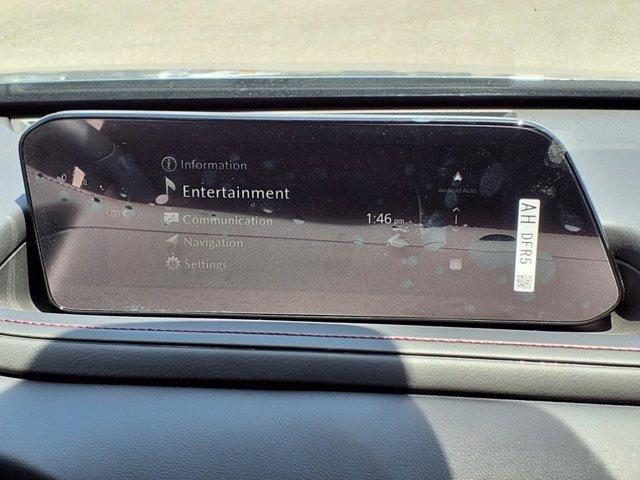 Information
Entertainment
Communication
Navigation
Settings
1:46 pm
Android Auto
AH DFR5